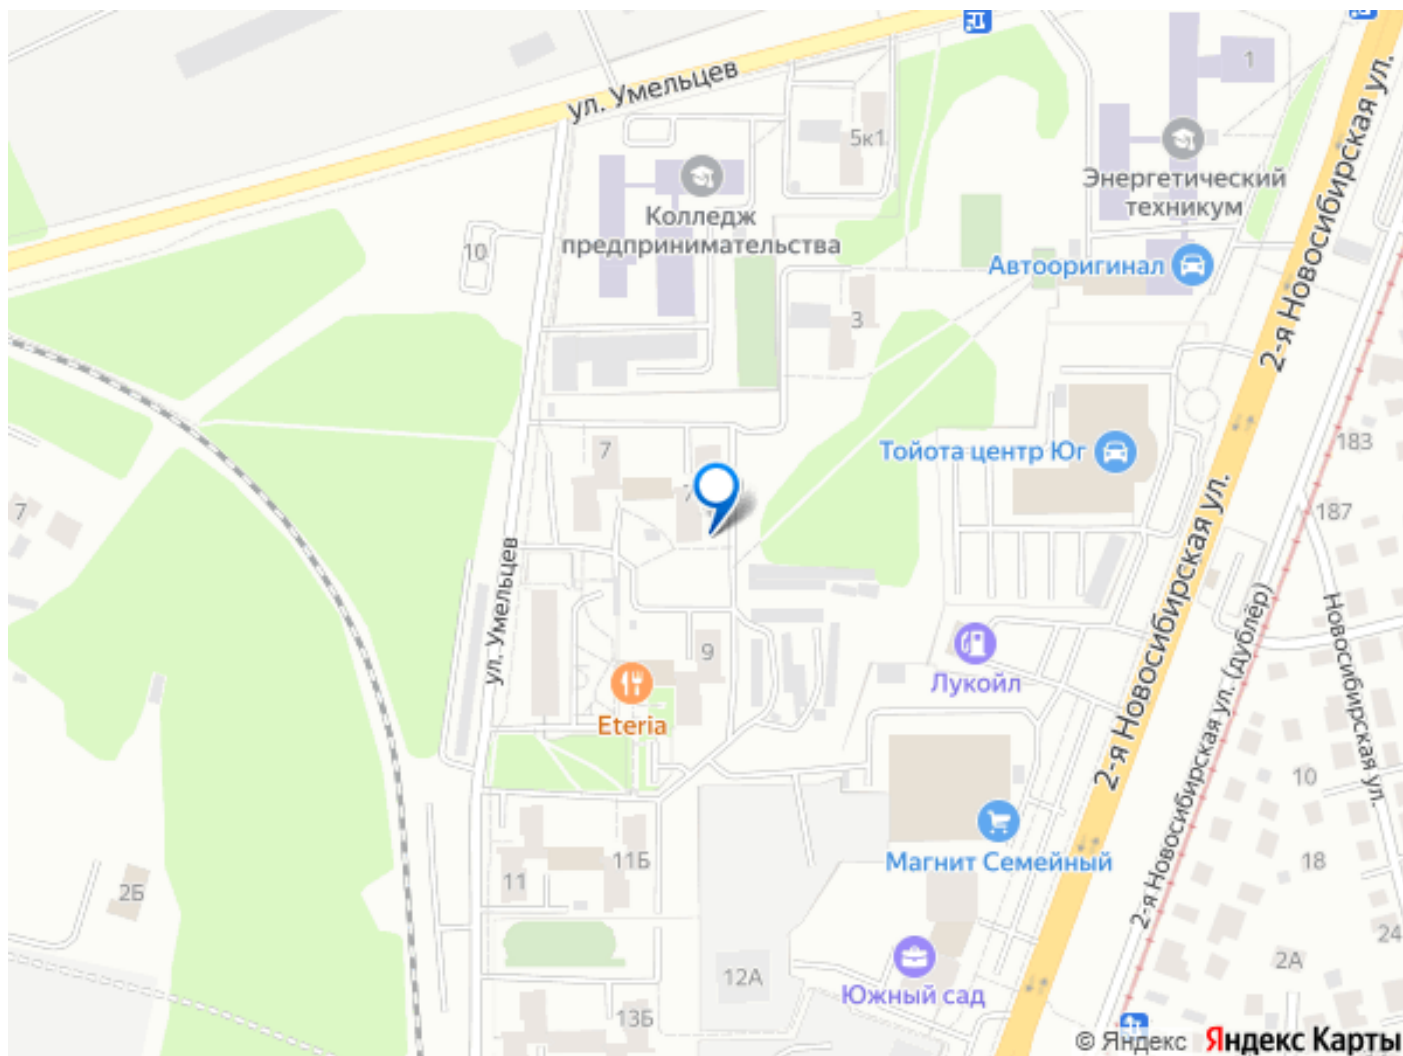 ул. Умельцев
1
5к1
Энергетический
техникум
Колледж
предпринимательства
2-я Новосибирская ул.
10
Автооригинал
3
183
7
Тойота центр Юг
7
187
ул. Умельцев
2-я Новосибирская ул.
2-я Новосибирская ул. (дублёр)
Новосибирская ул.
9
Лукойл
Eteria
10
Магнит Семейный
18
11Б
11
2Б
24
2А
12А
Южный сад
13Б
© Яндекс Яндекс Карты